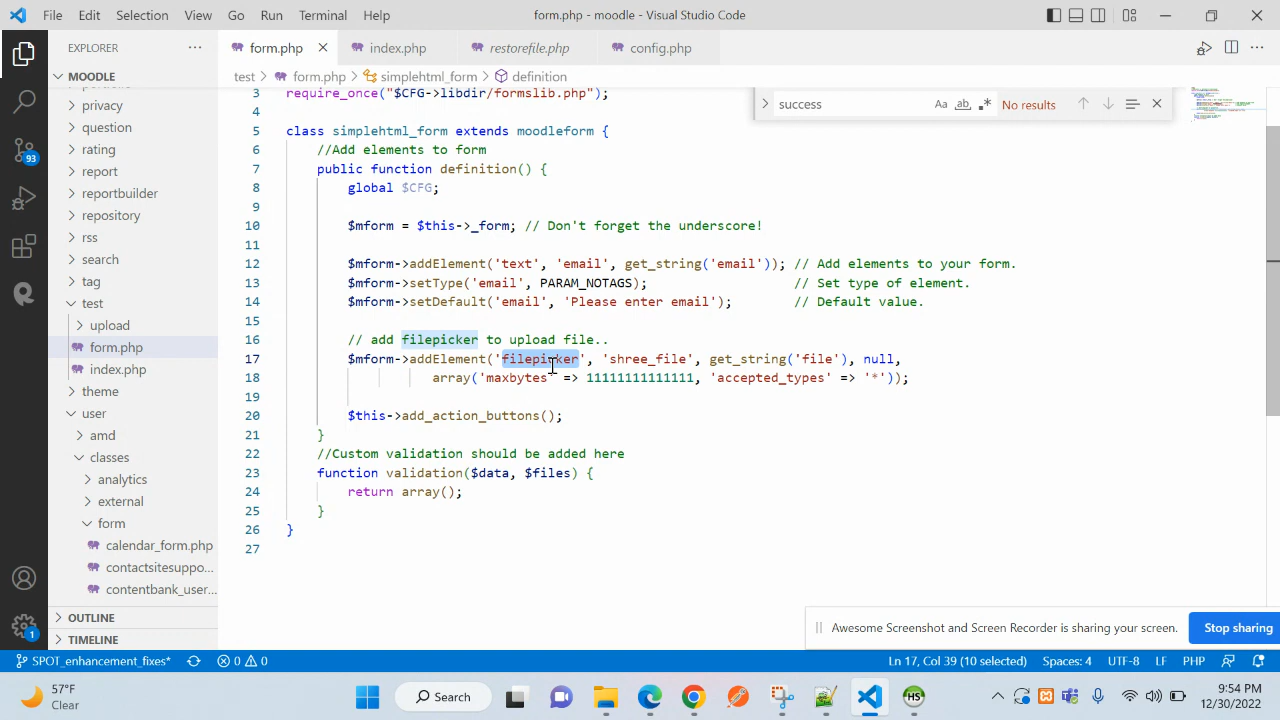 File Edit Selection View Go Run Terminal Help
form.php - moodle - Visual Studio Code
EXPLORER
form.php
index.php
restorefile.php
config.php
MOODLE
test > form.php > simplehtml_form > definition
privacy
question
rating
report
reportbuilder
repository
rss
search
tag
test
upload
form.php
index.php
theme
user
amd
classes
analytics
external
form
calendar_form.php
contactsitesuppo...
contentbank_user...
OUTLINE
TIMELINE
93
1
success
ab
No results
3 require_once("$CFG->libdir/formslib.php");
4
5 class simplehtml_form extends moodleform {
6 //Add elements to form
7 public function definition() {
8 global $CFG;
9
10 $mform = $this->_form; // Don't forget the underscore!
11
12 $mform->addElement('text', 'email', get_string('email')); // Add elements to your form.
13 $mform->setType('email', PARAM_NOTAGS); // Set type of element.
14 $mform->setDefault('email', 'Please enter email'); // Default value.
15
16 // add filepicker to upload file..
17 $mform->addElement('filepicker', 'shree_file', get_string('file'), null,
18 array('maxbytes' => 11111111111111, 'accepted_types' => '*'));
19
20 $this->add_action_buttons();
21 }
22 //Custom validation should be added here
23 function validation($data, $files) {
24 return array();
25 }
26 }
27
Awesome Screenshot and Screen Recorder is sharing your screen.
Stop sharing
SPOT_enhancement_fixes* 0 0
Ln 17, Col 39 (10 selected) Spaces: 4 UTF-8 LF PHP
57°F
Clear
Search
HS
9:54 PM
12/30/2022